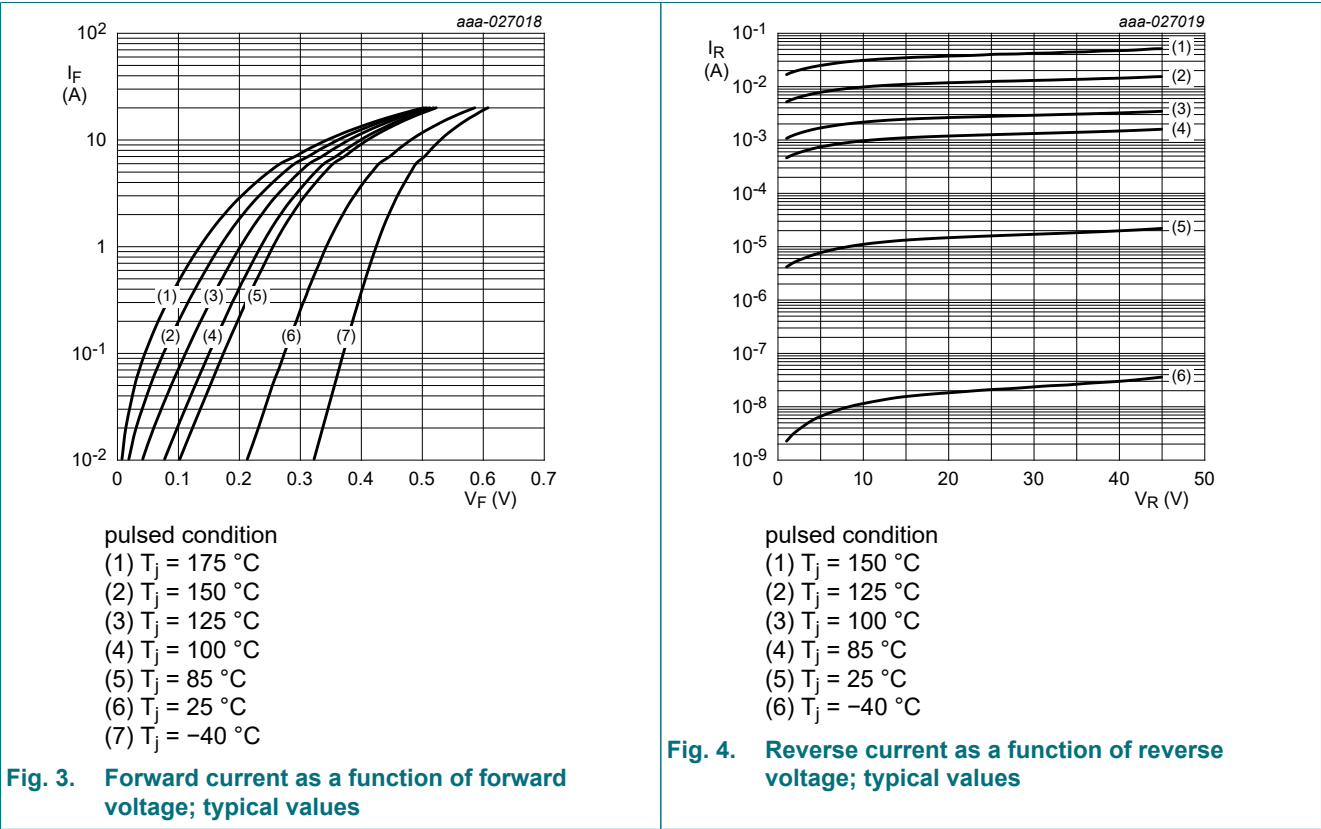 aaa-027018
10²
I_F
(A)
10
1
10⁻¹
10⁻²
(1)
(3)
(5)
(2)
(4)
(6)
(7)
0 0.1 0.2 0.3 0.4 0.5 0.6 0.7
V_F (V)
pulsed condition
(1) T_j = 175 °C
(2) T_j = 150 °C
(3) T_j = 125 °C
(4) T_j = 100 °C
(5) T_j = 85 °C
(6) T_j = 25 °C
(7) T_j = −40 °C
Fig. 3. Forward current as a function of forward
voltage; typical values
aaa-027019
10⁻¹
I_R
(A)
10⁻²
10⁻³
10⁻⁴
10⁻⁵
10⁻⁶
10⁻⁷
10⁻⁸
10⁻⁹
(1)
(2)
(3)
(4)
(5)
(6)
0 10 20 30 40 50
V_R (V)
pulsed condition
(1) T_j = 150 °C
(2) T_j = 125 °C
(3) T_j = 100 °C
(4) T_j = 85 °C
(5) T_j = 25 °C
(6) T_j = −40 °C
Fig. 4. Reverse current as a function of reverse
voltage; typical values